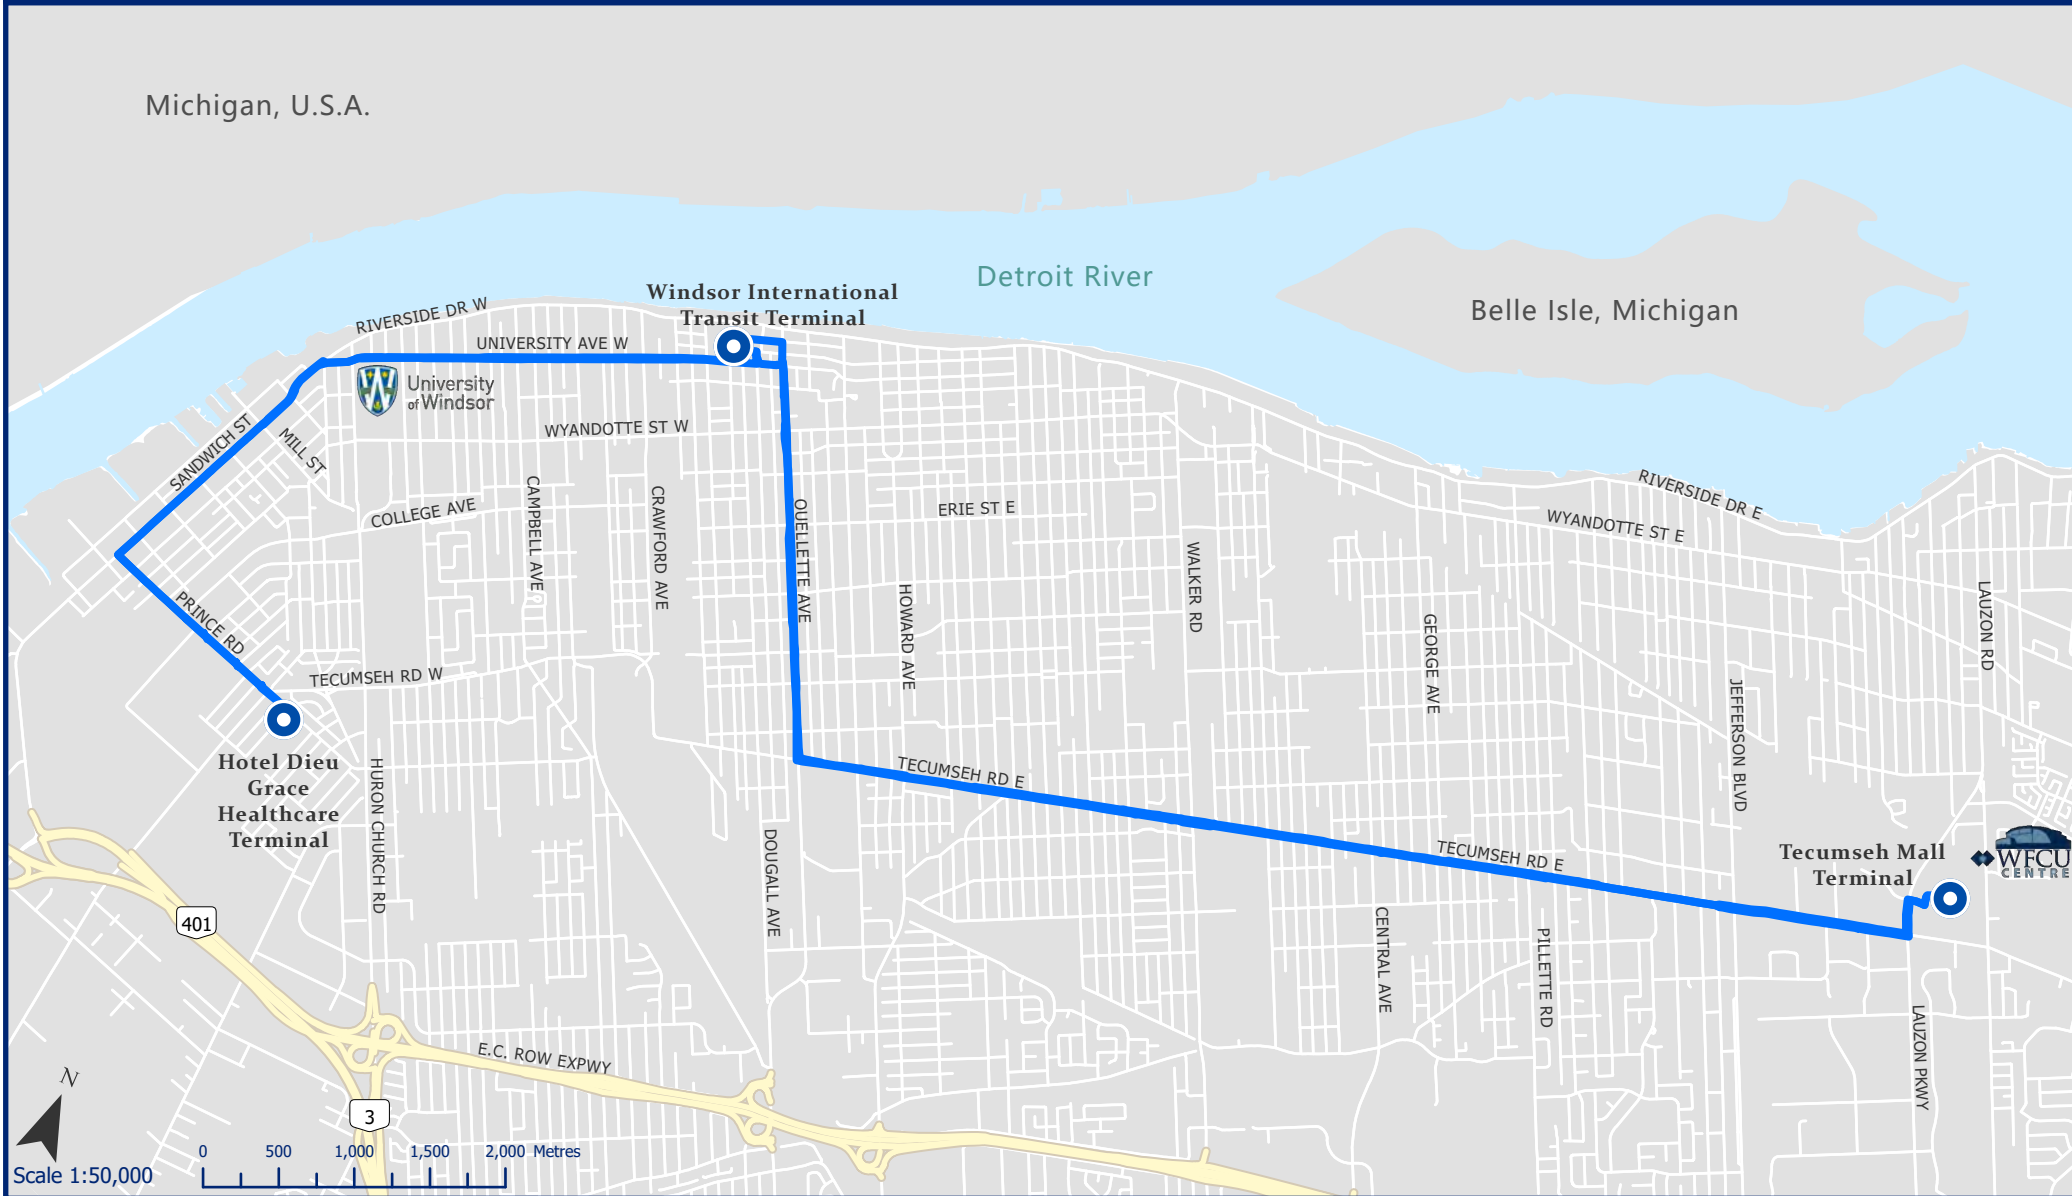 Michigan, U.S.A.
Detroit River
Belle Isle, Michigan
Windsor International
Transit Terminal
RIVERSIDE DR W
UNIVERSITY AVE W
University
of Windsor
WYANDOTTE ST W
SANDWICH ST
MILL ST
COLLEGE AVE
CAMPBELL AVE
CRAWFORD AVE
OUELLETTE AVE
ERIE ST E
HOWARD AVE
WALKER RD
RIVERSIDE DR E
WYANDOTTE ST E
LAUZON RD
GEORGE AVE
JEFFERSON BLVD
PRINCE RD
TECUMSEH RD W
Hotel Dieu
Grace
Healthcare
Terminal
HURON CHURCH RD
TECUMSEH RD E
DOUGALL AVE
TECUMSEH RD E
Tecumseh Mall
Terminal
WFCU
CENTRE
CENTRAL AVE
PILLETTE RD
LAUZON PKWY
401
E.C. ROW EXPWY
3
N
0 500 1,000 1,500 2,000 Metres
Scale 1:50,000